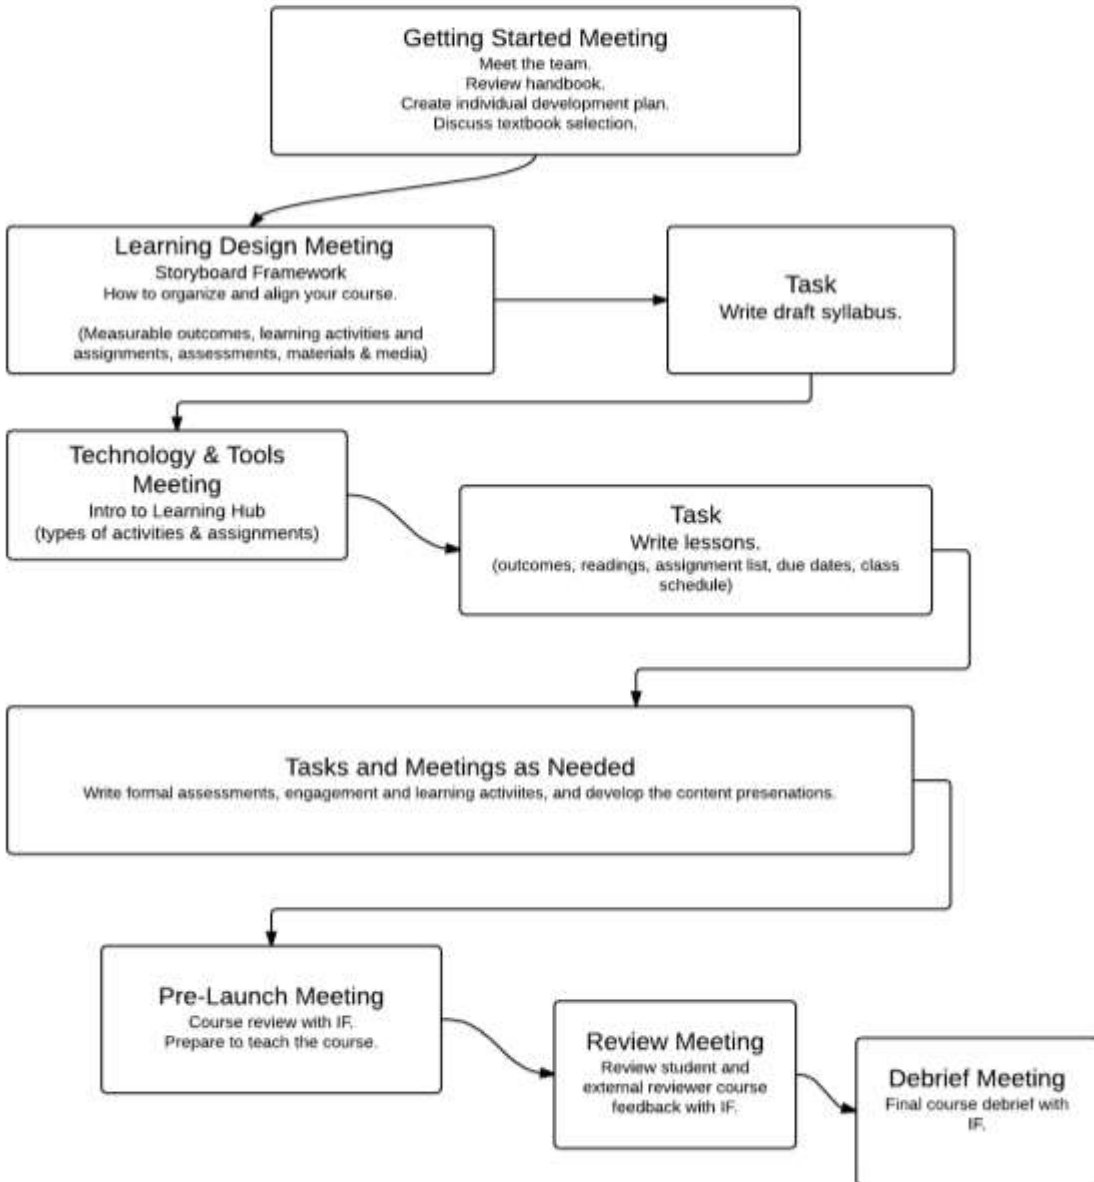 Getting Started Meeting
Meet the team.
Review handbook.
Create individual development plan.
Discuss textbook selection.
Learning Design Meeting
Storyboard Framework
How to organize and align your course.
(Measurable outcomes, learning activities and
assignments, assessments, materials & media)
Task
Write draft syllabus.
Technology & Tools
Meeting
Intro to Learning Hub
(types of activities & assignments)
Task
Write lessons.
(outcomes, readings, assignment list, due dates, class
schedule)
Tasks and Meetings as Needed
Write formal assessments, engagement and learning activiites, and develop the content presenations.
Pre-Launch Meeting
Course review with IF.
Prepare to teach the course.
Review Meeting
Review student and
external reviewer course
feedback with IF.
Debrief Meeting
Final course debrief with
IF.